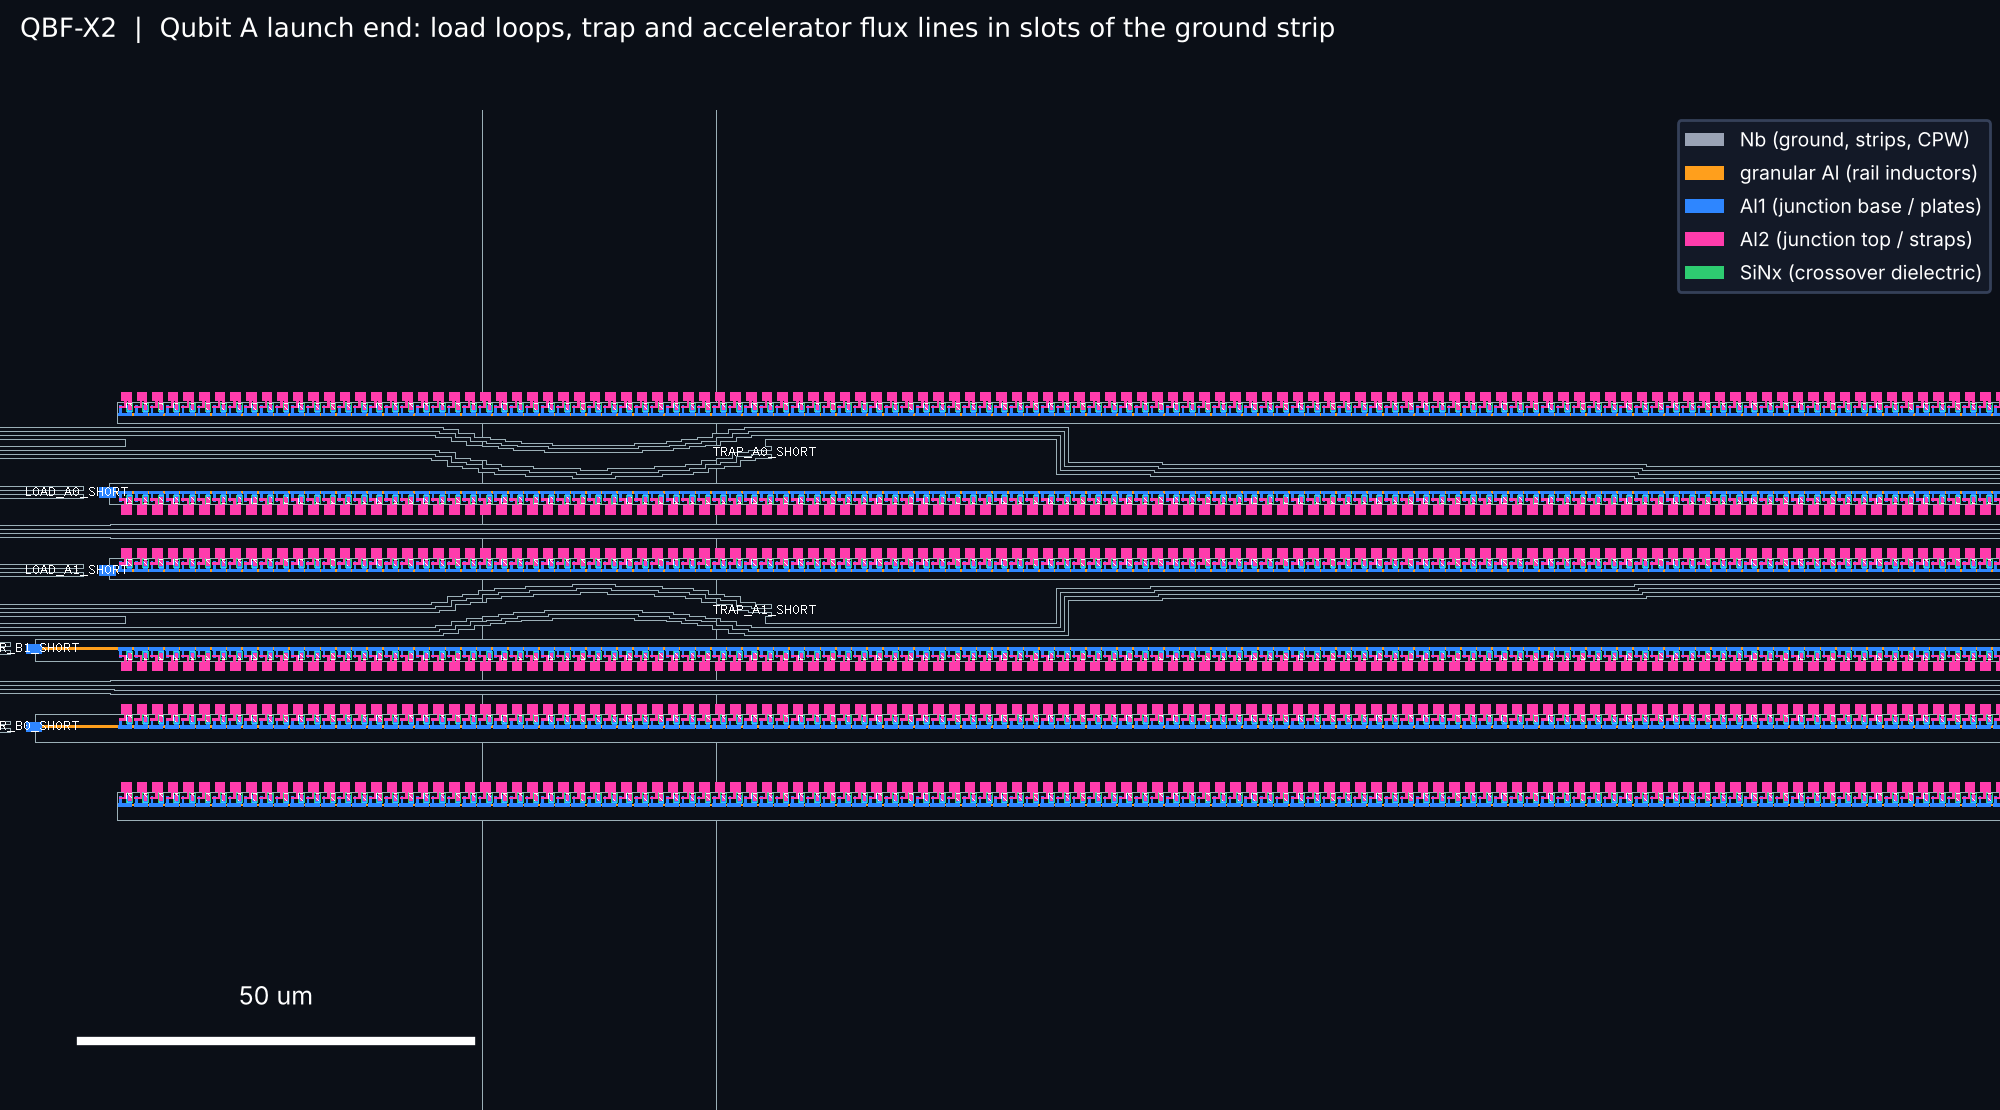 QBF-X2 | Qubit A launch end: load loops, trap and accelerator flux lines in slots of the ground strip
Nb (ground, strips, CPW)
granular Al (rail inductors)
Al1 (junction base / plates)
Al2 (junction top / straps)
SiNx (crossover dielectric)
TRAP_A0_SHORT
LOAD_A0_SHORT
LOAD_A1_SHORT
TRAP_A1_SHORT
R_B1_SHORT
R_B0_SHORT
50 um